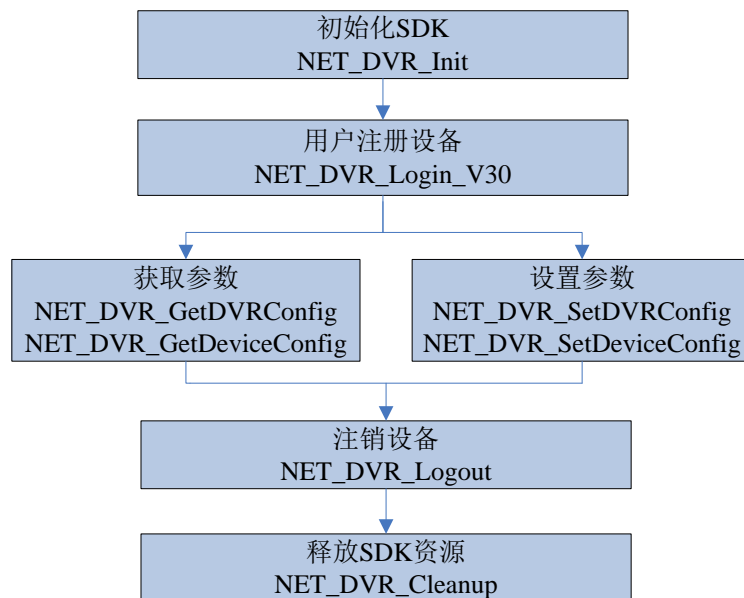 初始化SDK
NET_DVR_Init
用户注册设备
NET_DVR_Login_V30
获取参数
NET_DVR_GetDVRConfig
NET_DVR_GetDeviceConfig
设置参数
NET_DVR_SetDVRConfig
NET_DVR_SetDeviceConfig
注销设备
NET_DVR_Logout
释放SDK资源
NET_DVR_Cleanup